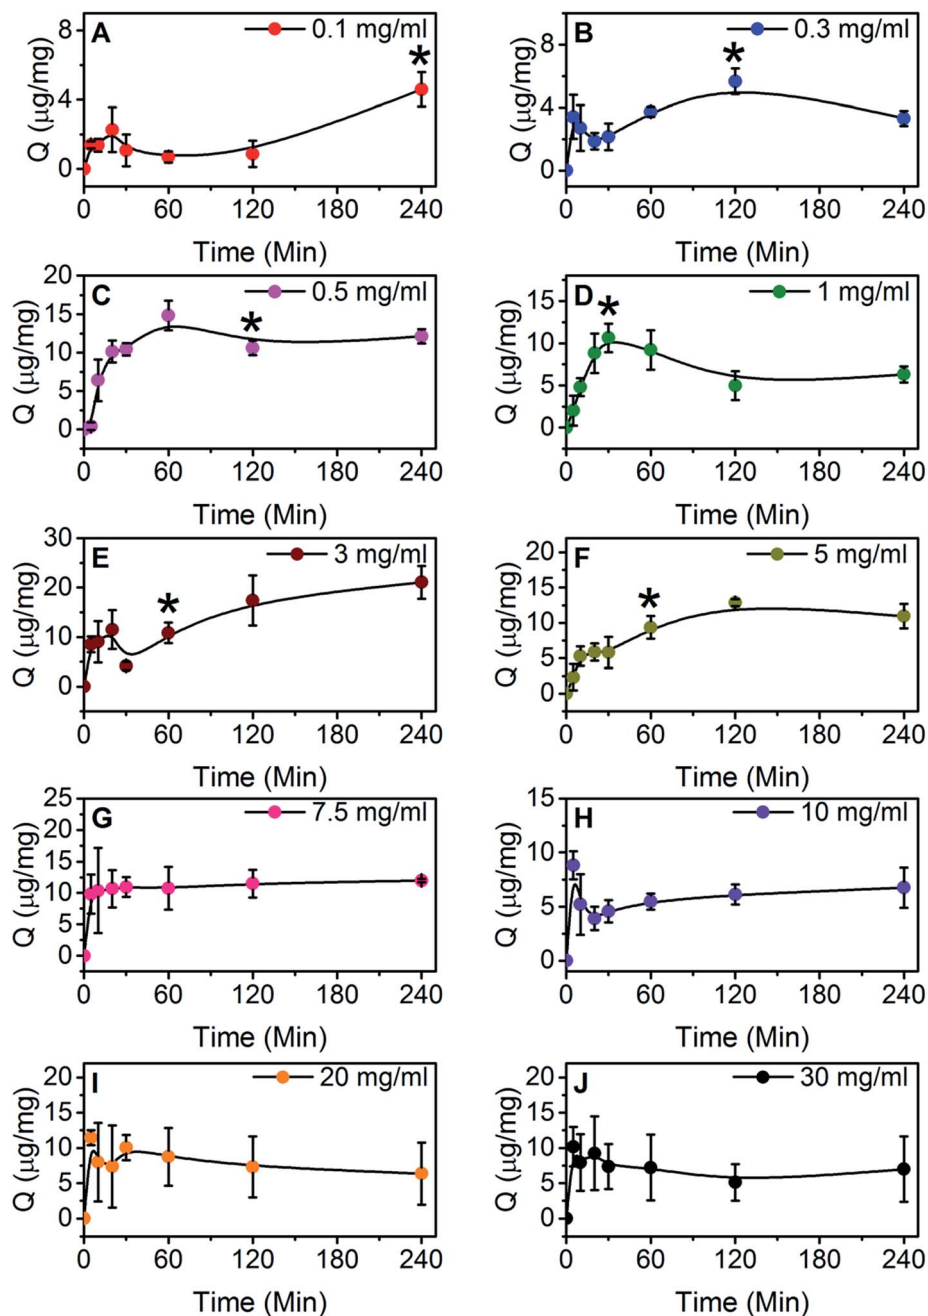 A
0.1 mg/ml
*
Q (µg/mg)
8
4
0
0 60 120 180 240
Time (Min)
B
0.3 mg/ml
*
Q (µg/mg)
8
4
0
0 60 120 180 240
Time (Min)
C
0.5 mg/ml
*
Q (µg/mg)
20
15
10
5
0
0 60 120 180 240
Time (Min)
D
1 mg/ml
*
Q (µg/mg)
15
10
5
0
0 60 120 180 240
Time (Min)
E
3 mg/ml
*
Q (µg/mg)
30
20
10
0
0 60 120 180 240
Time (Min)
F
5 mg/ml
*
Q (µg/mg)
20
15
10
5
0
0 60 120 180 240
Time (Min)
G
7.5 mg/ml
Q (µg/mg)
25
20
15
10
5
0
0 60 120 180 240
Time (Min)
H
10 mg/ml
Q (µg/mg)
15
10
5
0
0 60 120 180 240
Time (Min)
I
20 mg/ml
Q (µg/mg)
20
15
10
5
0
0 60 120 180 240
Time (Min)
J
30 mg/ml
Q (µg/mg)
20
15
10
5
0
0 60 120 180 240
Time (Min)